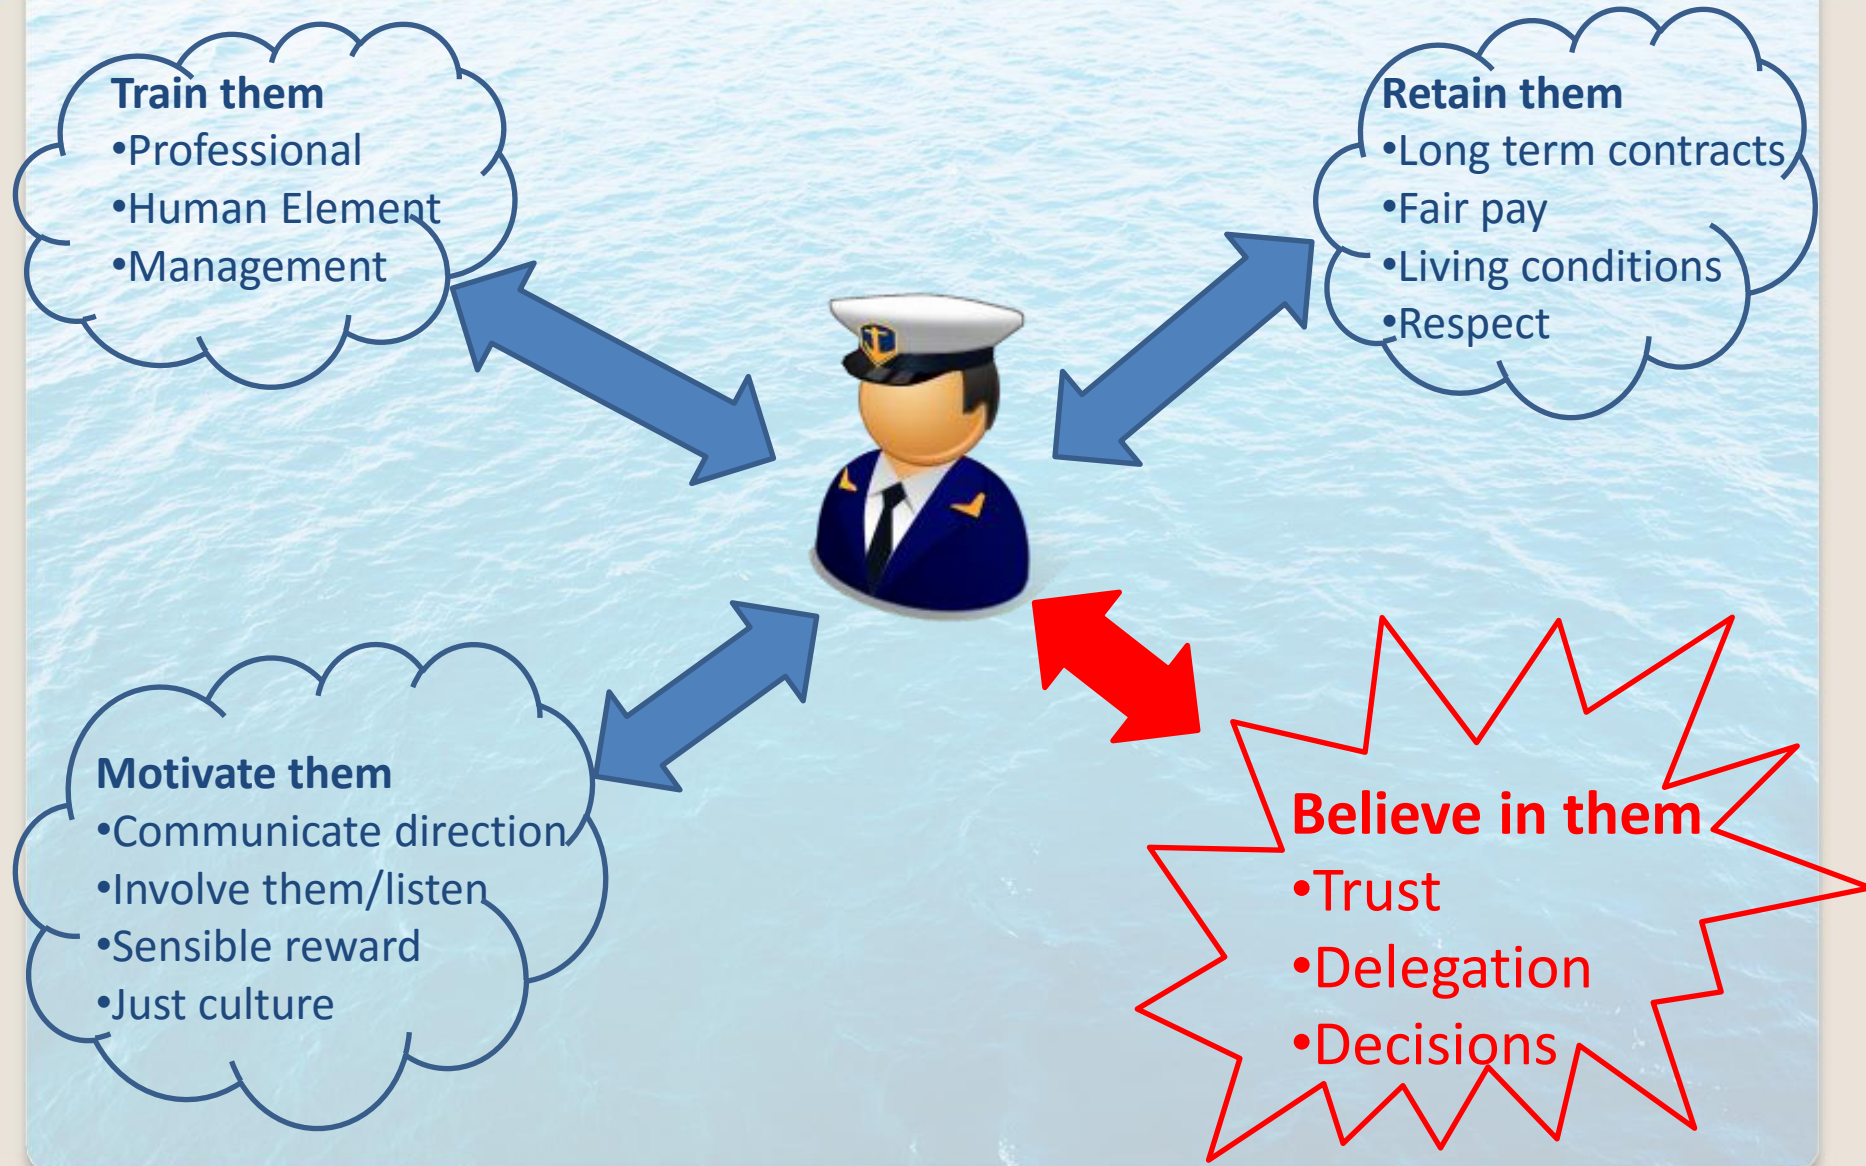 Train them
•Professional
•Human Element
•Management
Retain them
•Long term contracts
•Fair pay
•Living conditions
•Respect
Motivate them
•Communicate direction
•Involve them/listen
•Sensible reward
•Just culture
Believe in them
•Trust
•Delegation
•Decisions